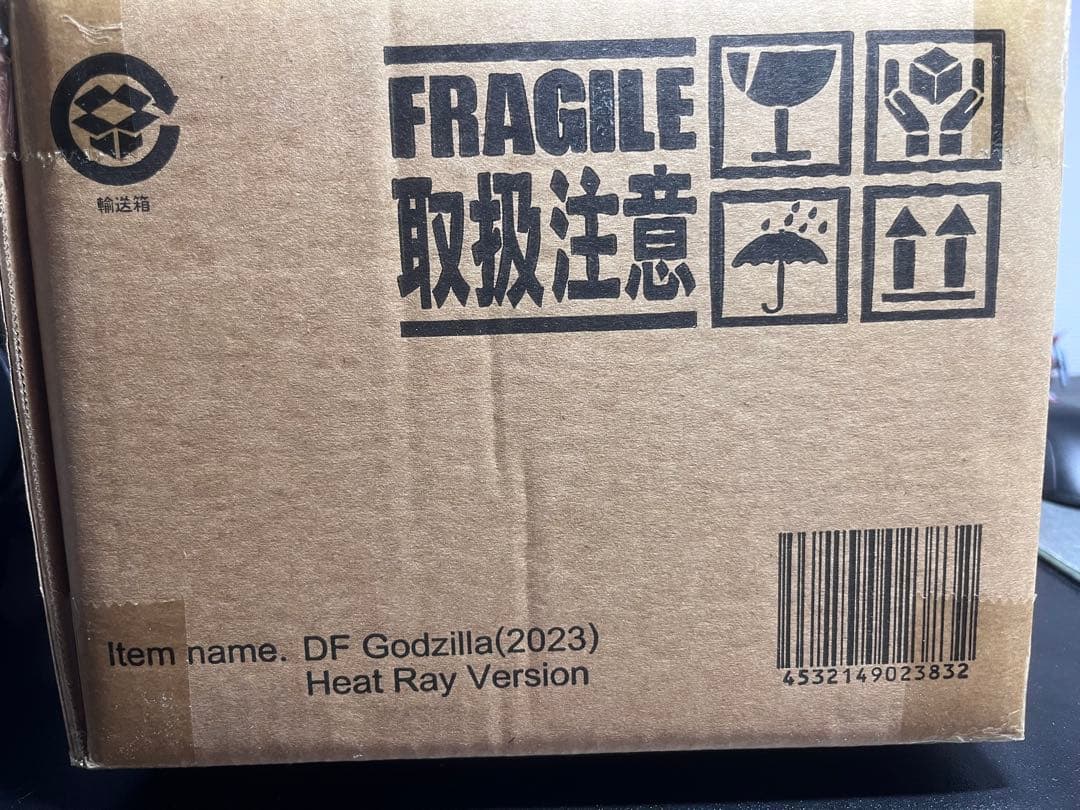 FRAGILE
取扱注意
輸送箱
Item name. DF Godzilla(2023)
Heat Ray Version
4532149023832